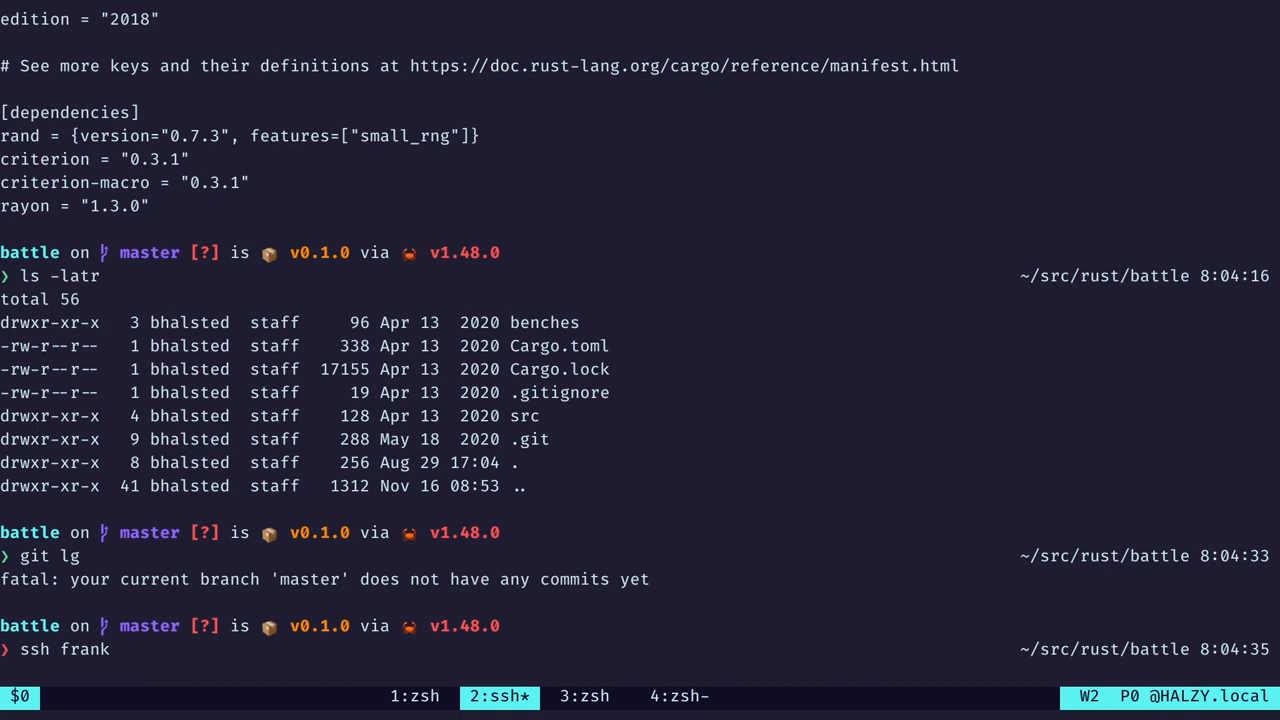 edition = "2018"
# See more keys and their definitions at https://doc.rust-lang.org/cargo/reference/manifest.html
[dependencies]
rand = {version="0.7.3", features=["small_rng"]}
criterion = "0.3.1"
criterion-macro = "0.3.1"
rayon = "1.3.0"
battle on master [?] is 📦 v0.1.0 via 🦀 v1.48.0
❯ ls -latr ~/src/rust/battle 8:04:16
total 56
drwxr-xr-x 3 bhalsted staff 96 Apr 13 2020 benches
-rw-r--r-- 1 bhalsted staff 338 Apr 13 2020 Cargo.toml
-rw-r--r-- 1 bhalsted staff 17155 Apr 13 2020 Cargo.lock
-rw-r--r-- 1 bhalsted staff 19 Apr 13 2020 .gitignore
drwxr-xr-x 4 bhalsted staff 128 Apr 13 2020 src
drwxr-xr-x 9 bhalsted staff 288 May 18 2020 .git
drwxr-xr-x 8 bhalsted staff 256 Aug 29 17:04 .
drwxr-xr-x 41 bhalsted staff 1312 Nov 16 08:53 ..
battle on master [?] is 📦 v0.1.0 via 🦀 v1.48.0
❯ git lg ~/src/rust/battle 8:04:33
fatal: your current branch 'master' does not have any commits yet
battle on master [?] is 📦 v0.1.0 via 🦀 v1.48.0
❯ ssh frank ~/src/rust/battle 8:04:35
$0 1:zsh 2:ssh* 3:zsh 4:zsh- W2 P0 @HALZY.local